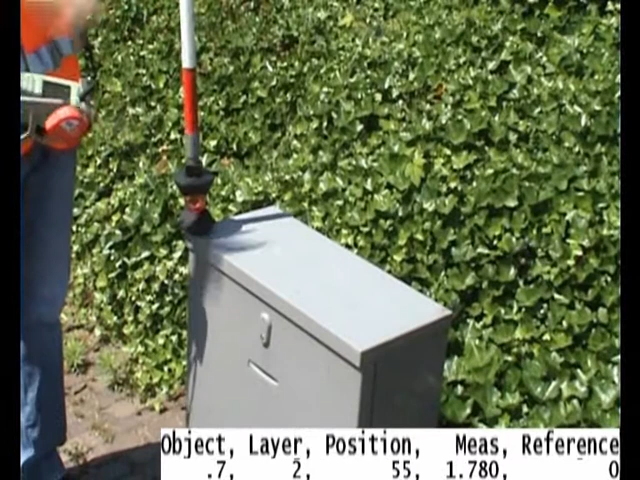 Object, Layer, Position, Meas, Reference
.7, 2, 55, 1.780, 0